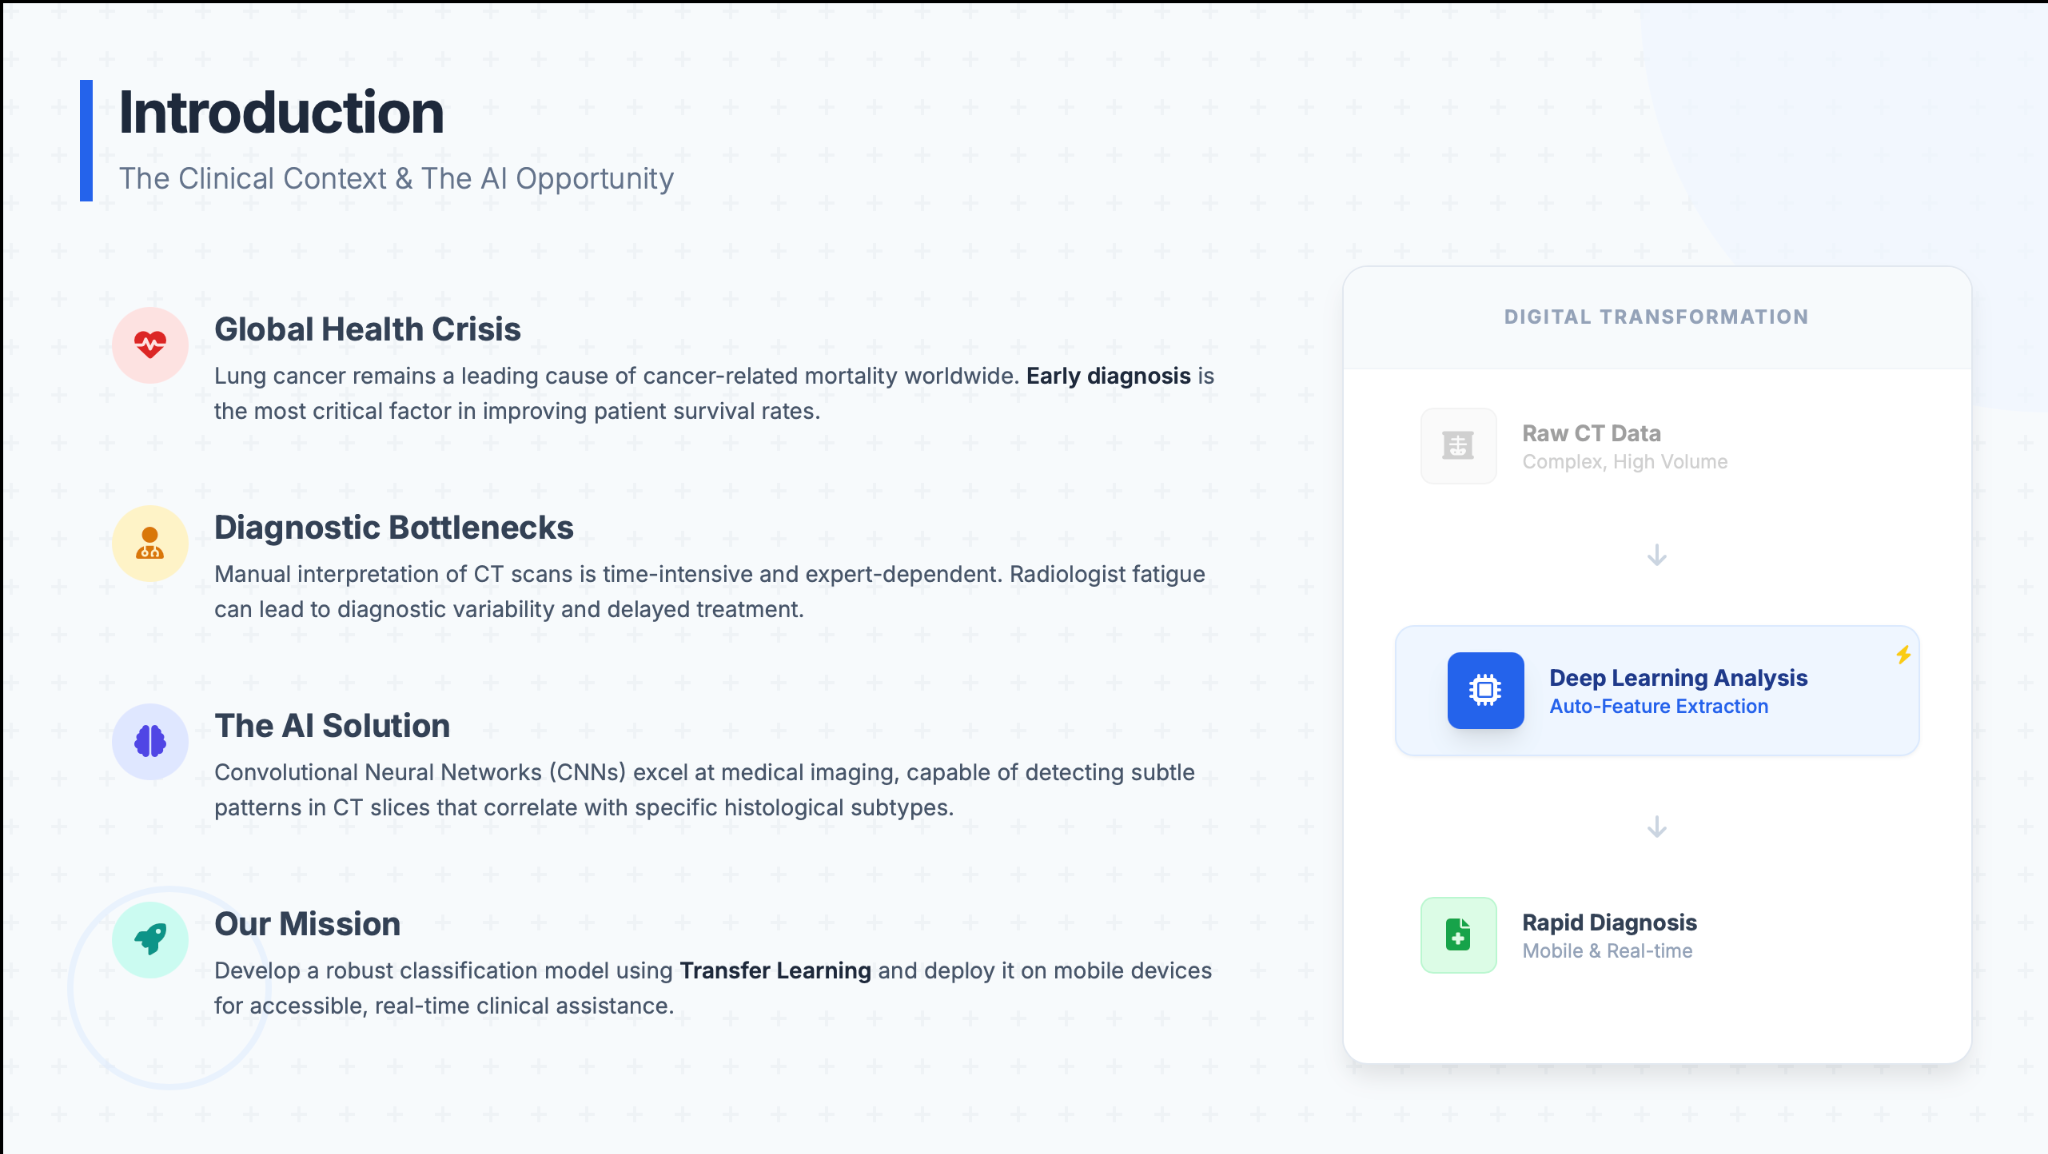 Introduction
The Clinical Context & The AI Opportunity
Global Health Crisis
Lung cancer remains a leading cause of cancer-related mortality worldwide. Early diagnosis is
the most critical factor in improving patient survival rates.
Diagnostic Bottlenecks
Manual interpretation of CT scans is time-intensive and expert-dependent. Radiologist fatigue
can lead to diagnostic variability and delayed treatment.
The AI Solution
Convolutional Neural Networks (CNNs) excel at medical imaging, capable of detecting subtle
patterns in CT slices that correlate with specific histological subtypes.
Our Mission
Develop a robust classification model using Transfer Learning and deploy it on mobile devices
for accessible, real-time clinical assistance.
DIGITAL TRANSFORMATION
Raw CT Data
Complex, High Volume
Deep Learning Analysis
Auto-Feature Extraction
Rapid Diagnosis
Mobile & Real-time